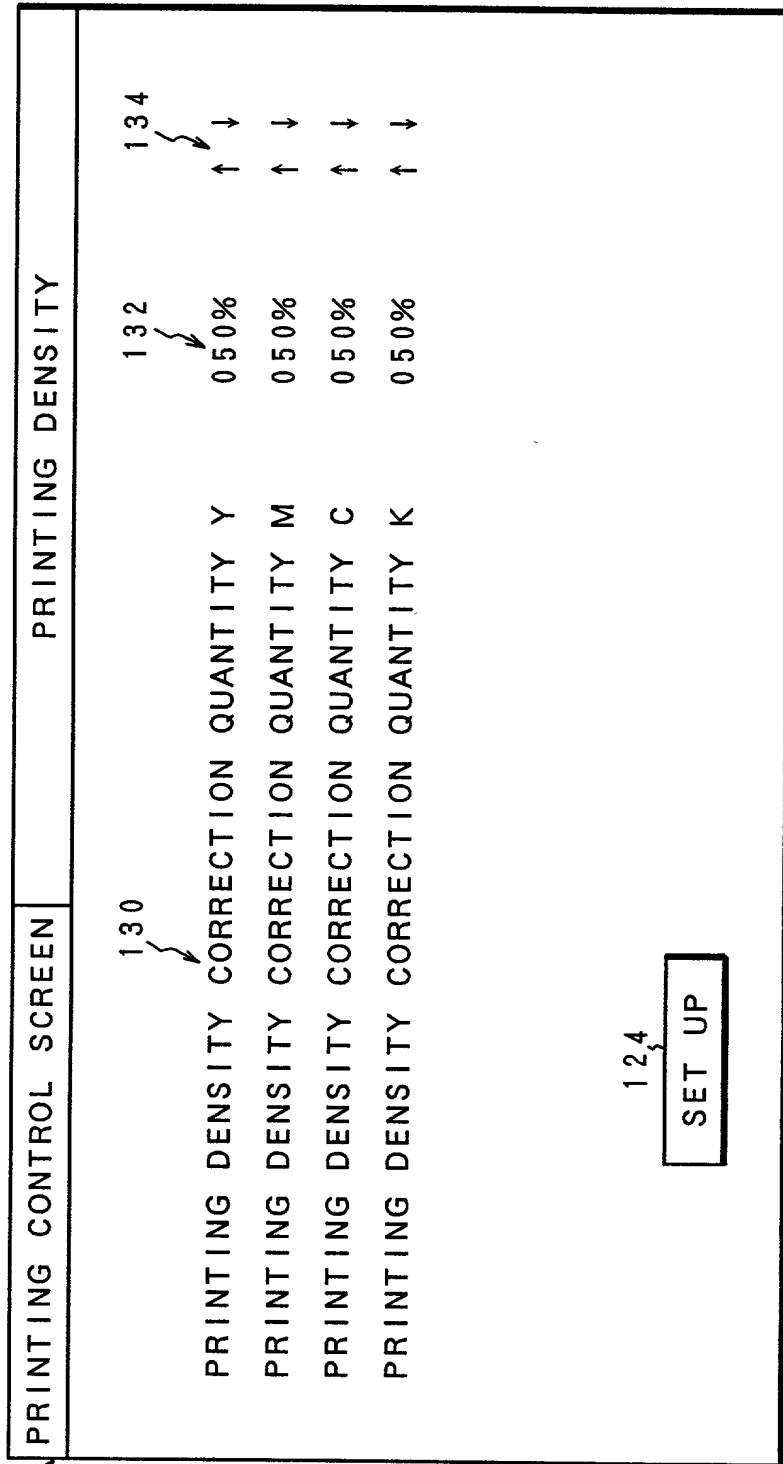 PRINTING CONTROL SCREEN
PRINTING DENSITY
130
132
134
PRINTING DENSITY CORRECTION QUANTITY Y 050% ↑ ↓
PRINTING DENSITY CORRECTION QUANTITY M 050% ↑ ↓
PRINTING DENSITY CORRECTION QUANTITY C 050% ↑ ↓
PRINTING DENSITY CORRECTION QUANTITY K 050% ↑ ↓
124
SET UP